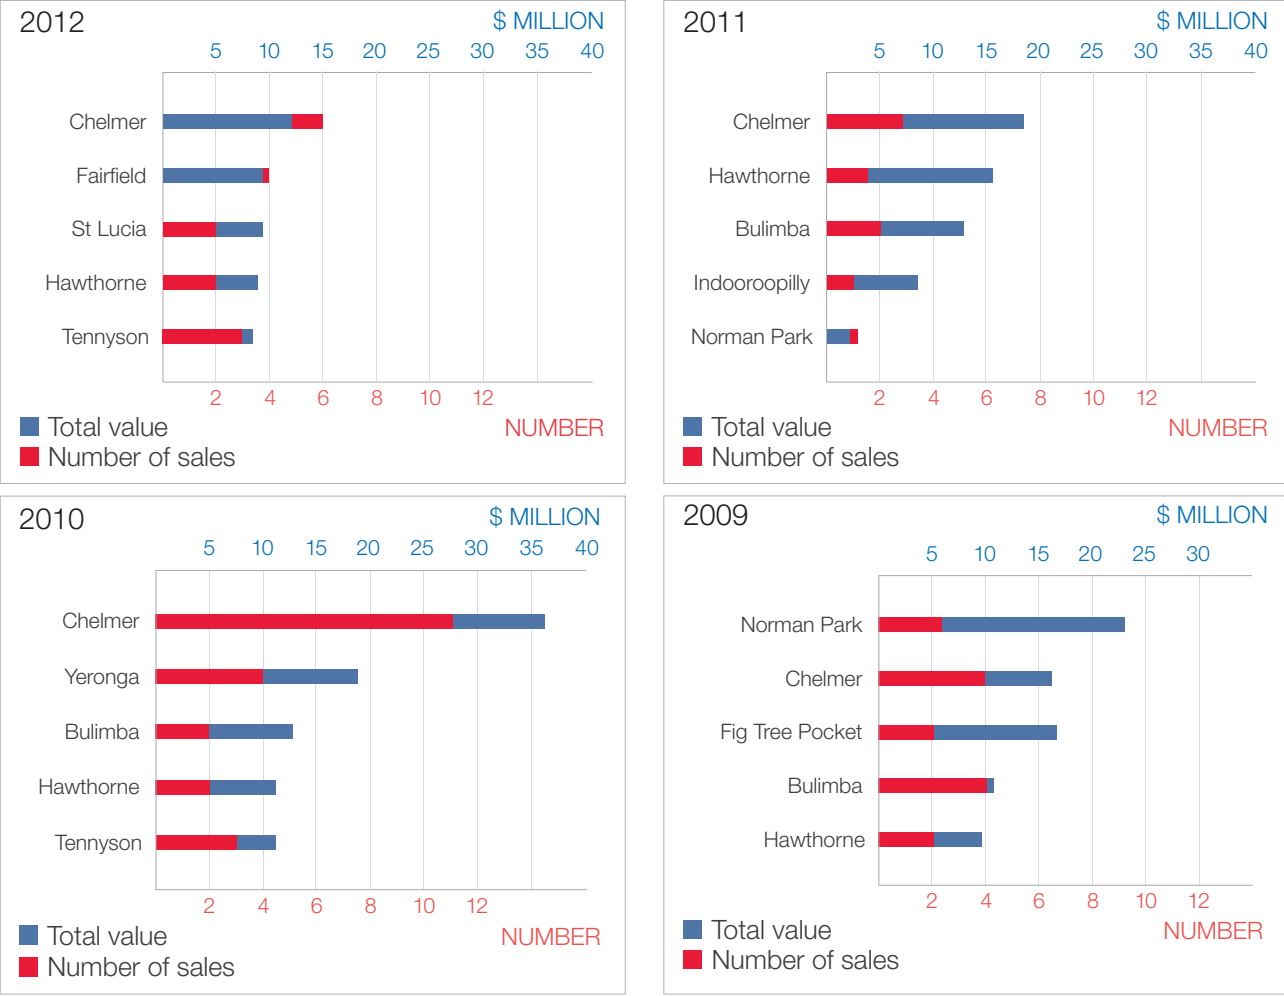 2012
$ MILLION
5 10 15 20 25 30 35 40
Chelmer
Fairfield
St Lucia
Hawthorne
Tennyson
2 4 6 8 10 12
Total value
NUMBER
Number of sales
2011
$ MILLION
5 10 15 20 25 30 35 40
Chelmer
Hawthorne
Bulimba
Indooroopilly
Norman Park
2 4 6 8 10 12
Total value
NUMBER
Number of sales
2010
$ MILLION
5 10 15 20 25 30 35 40
Chelmer
Yeronga
Bulimba
Hawthorne
Tennyson
2 4 6 8 10 12
Total value
NUMBER
Number of sales
2009
$ MILLION
5 10 15 20 25 30
Norman Park
Chelmer
Fig Tree Pocket
Bulimba
Hawthorne
2 4 6 8 10 12
Total value
NUMBER
Number of sales